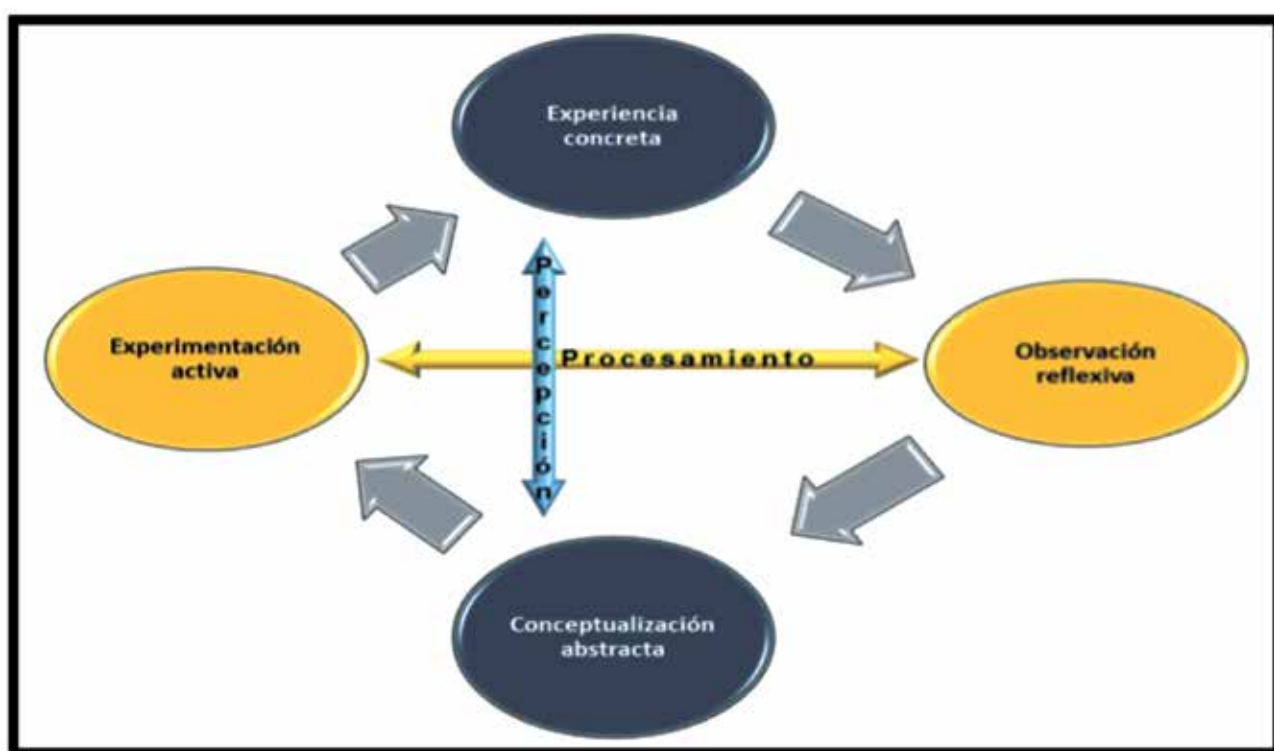 Experiencia
concreta
Percepción
Experimentación
activa
Procesamiento
Observación
reflexiva
Conceptualización
abstracta